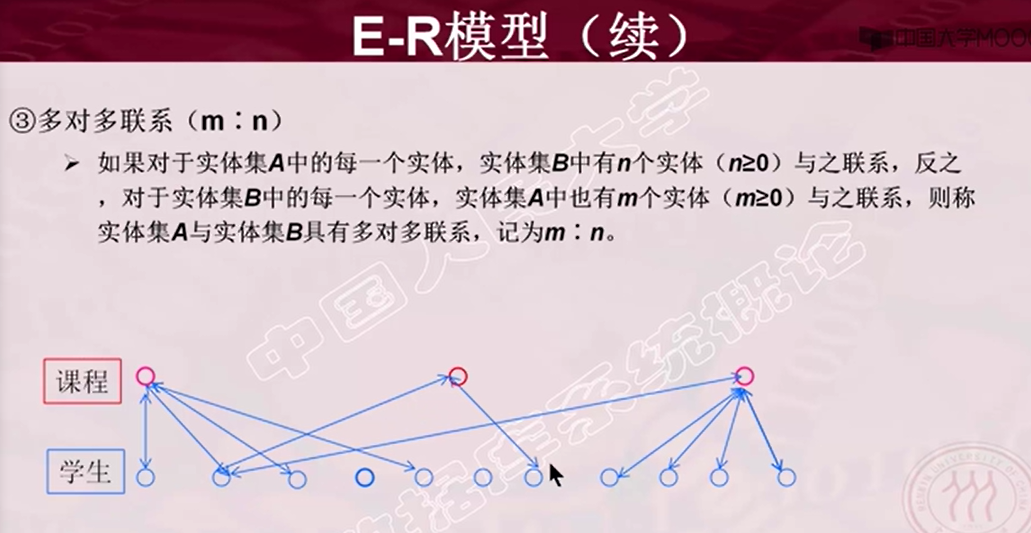 E-R模型（续）
中国大学MOO
③多对多联系（m：n）
➢ 如果对于实体集A中的每一个实体，实体集B中有n个实体（n≥0）与之联系，反之
，对于实体集B中的每一个实体，实体集A中也有m个实体（m≥0）与之联系，则称
实体集A与实体集B具有多对多联系，记为m：n。
中国人民大学
数据库系统概论
课程
学生